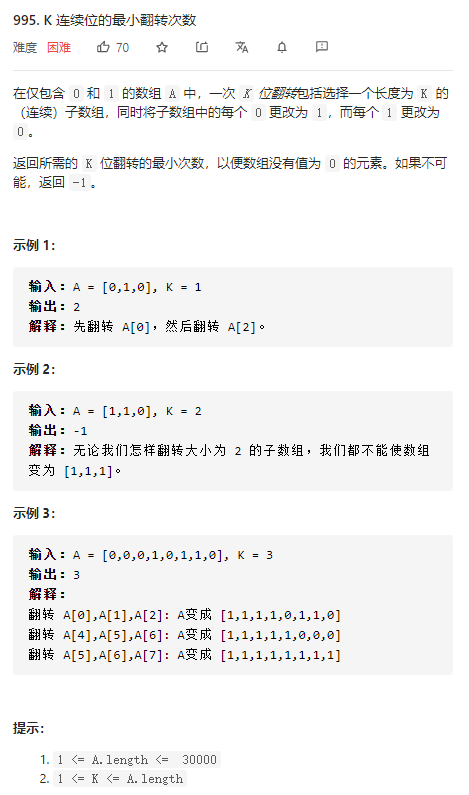 995. K 连续位的最小翻转次数
难度 困难 70
在仅包含 0 和 1 的数组 A 中，一次 K 位翻转包括选择一个长度为 K 的
（连续）子数组，同时将子数组中的每个 0 更改为 1，而每个 1 更改为
0。
返回所需的 K 位翻转的最小次数，以便数组没有值为 0 的元素。如果不可
能，返回 -1。
示例 1：
输入：A = [0,1,0], K = 1
输出：2
解释：先翻转 A[0]，然后翻转 A[2]。
示例 2：
输入：A = [1,1,0], K = 2
输出：-1
解释：无论我们怎样翻转大小为 2 的子数组，我们都不能使数组
变为 [1,1,1]。
示例 3：
输入：A = [0,0,0,1,0,1,1,0], K = 3
输出：3
解释：
翻转 A[0],A[1],A[2]: A变成 [1,1,1,1,0,1,1,0]
翻转 A[4],A[5],A[6]: A变成 [1,1,1,1,1,0,0,0]
翻转 A[5],A[6],A[7]: A变成 [1,1,1,1,1,1,1,1]
提示：
1. 1 <= A.length <= 30000
2. 1 <= K <= A.length